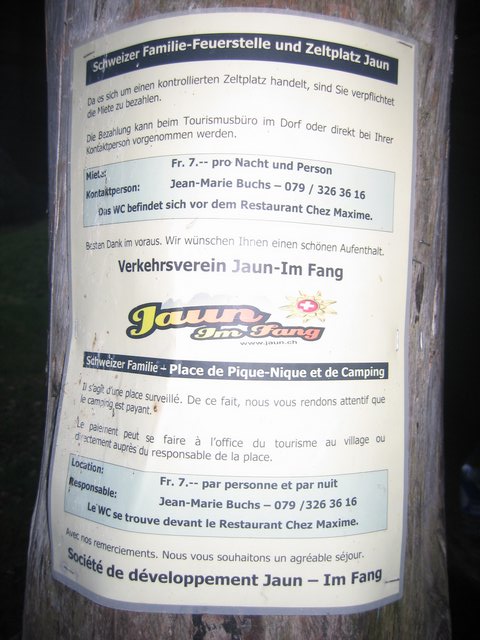 Schweizer Familie-Feuerstelle und Zeltplatz Jaun
Da es sich um einen kontrollierten Zeltplatz handelt, sind Sie verpflichtet
die Miete zu bezahlen.
Die Bezahlung kann beim Tourismusbüro im Dorf oder direkt bei Ihrer
Kontaktperson vorgenommen werden.
Miete: Fr. 7.-- pro Nacht und Person
Kontaktperson: Jean-Marie Buchs – 079 / 326 36 16
Das WC befindet sich vor dem Restaurant Chez Maxime.
Besten Dank im voraus. Wir wünschen Ihnen einen schönen Aufenthalt.
Verkehrsverein Jaun-Im Fang
Jaun
Im Fang
www.jaun.ch
Schweizer Familie – Place de Pique-Nique et de Camping
Il s'agit d'une place surveillé. De ce fait, nous vous rendons attentif que
le camping est payant.
Le paiement peut se faire à l'office du tourisme au village ou
directement auprès du responsable de la place.
Location: Fr. 7.-- par personne et par nuit
Responsable: Jean-Marie Buchs – 079 /326 36 16
Le WC se trouve devant le Restaurant Chez Maxime.
Avec nos remerciements. Nous vous souhaitons un agréable séjour.
Société de développement Jaun – Im Fang